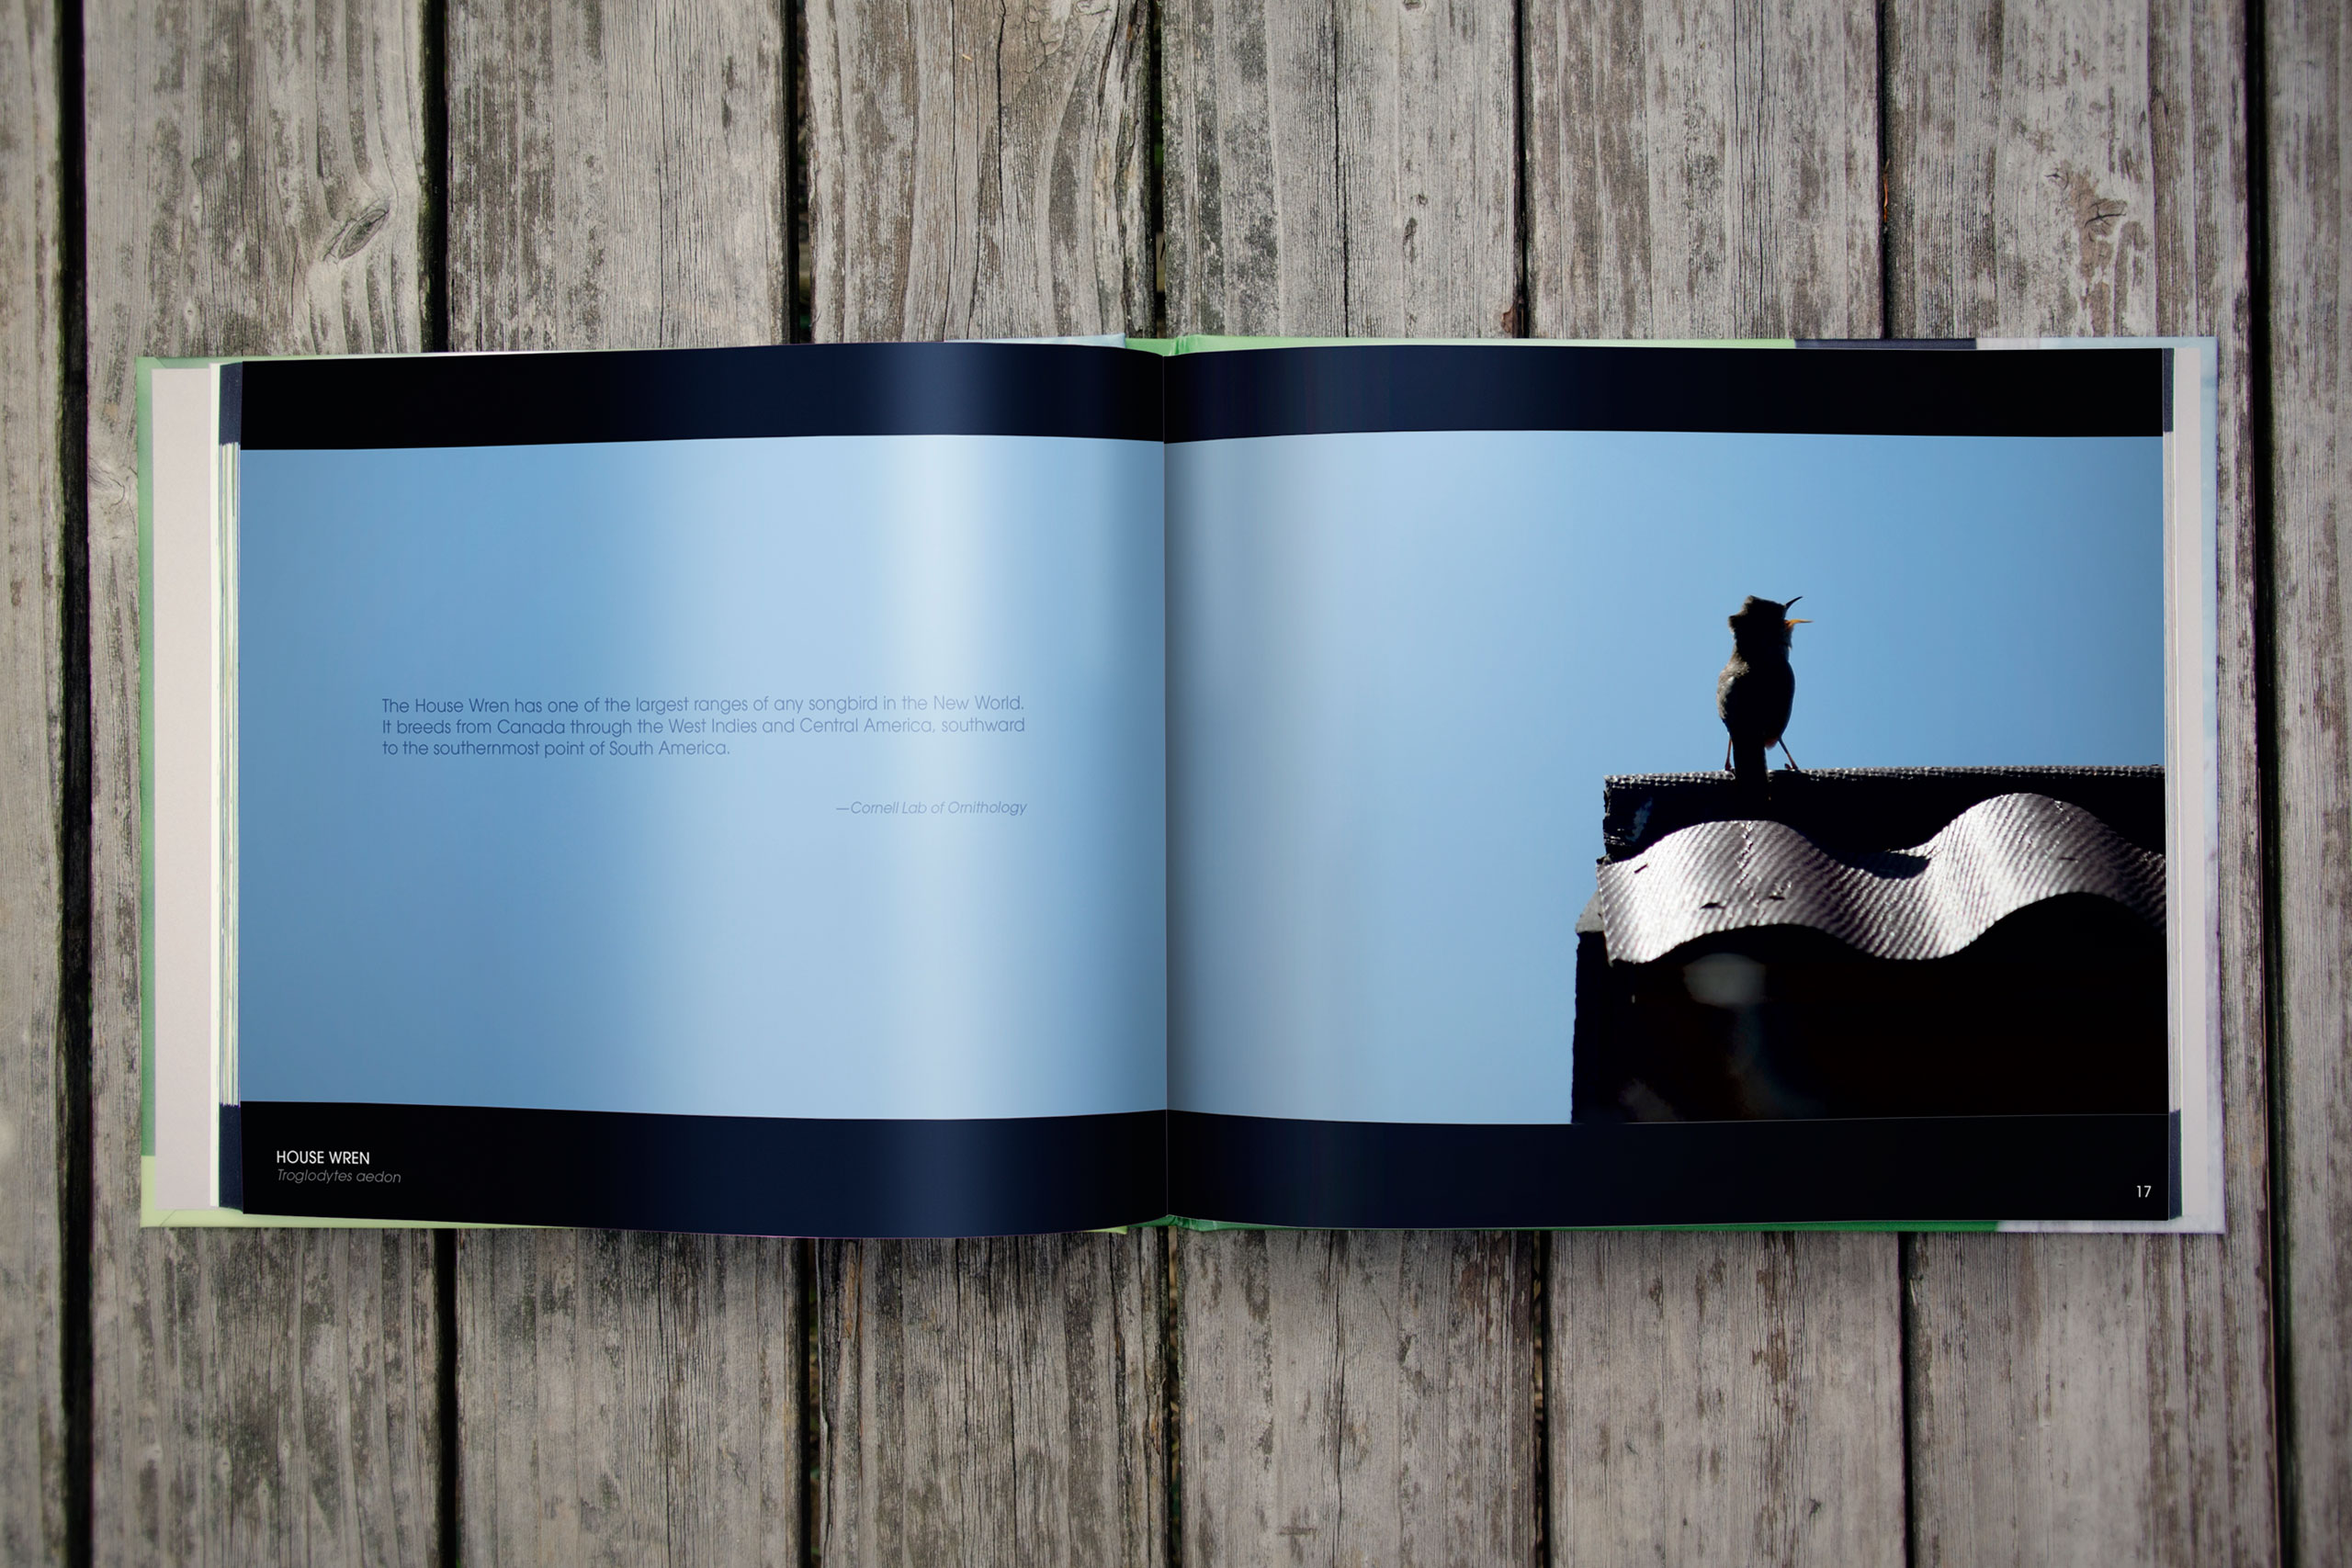 The House Wren has one of the largest ranges of any songbird in the New World.
It breeds from Canada through the West Indies and Central America, southward
to the southernmost point of South America.
—Cornell Lab of Ornithology
HOUSE WREN
Troglodytes aedon
17